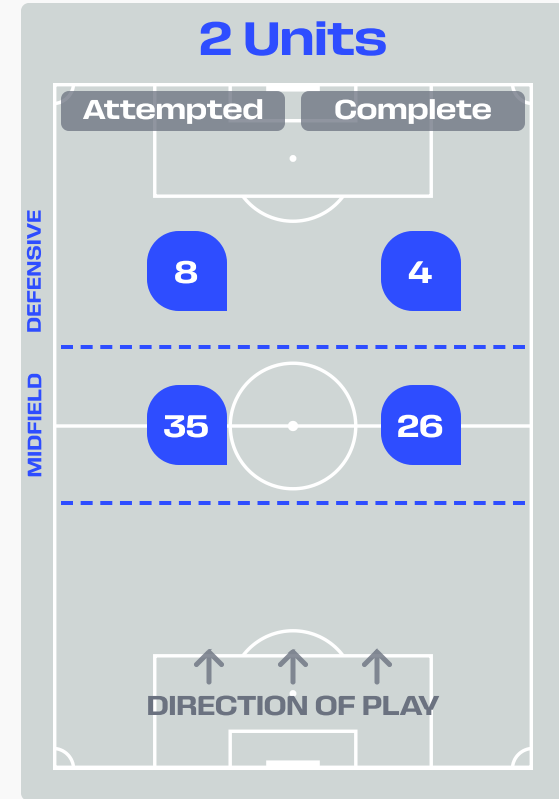 2 Units
Attempted Complete
DEFENSIVE
8 4
MIDFIELD
35 26
DIRECTION OF PLAY